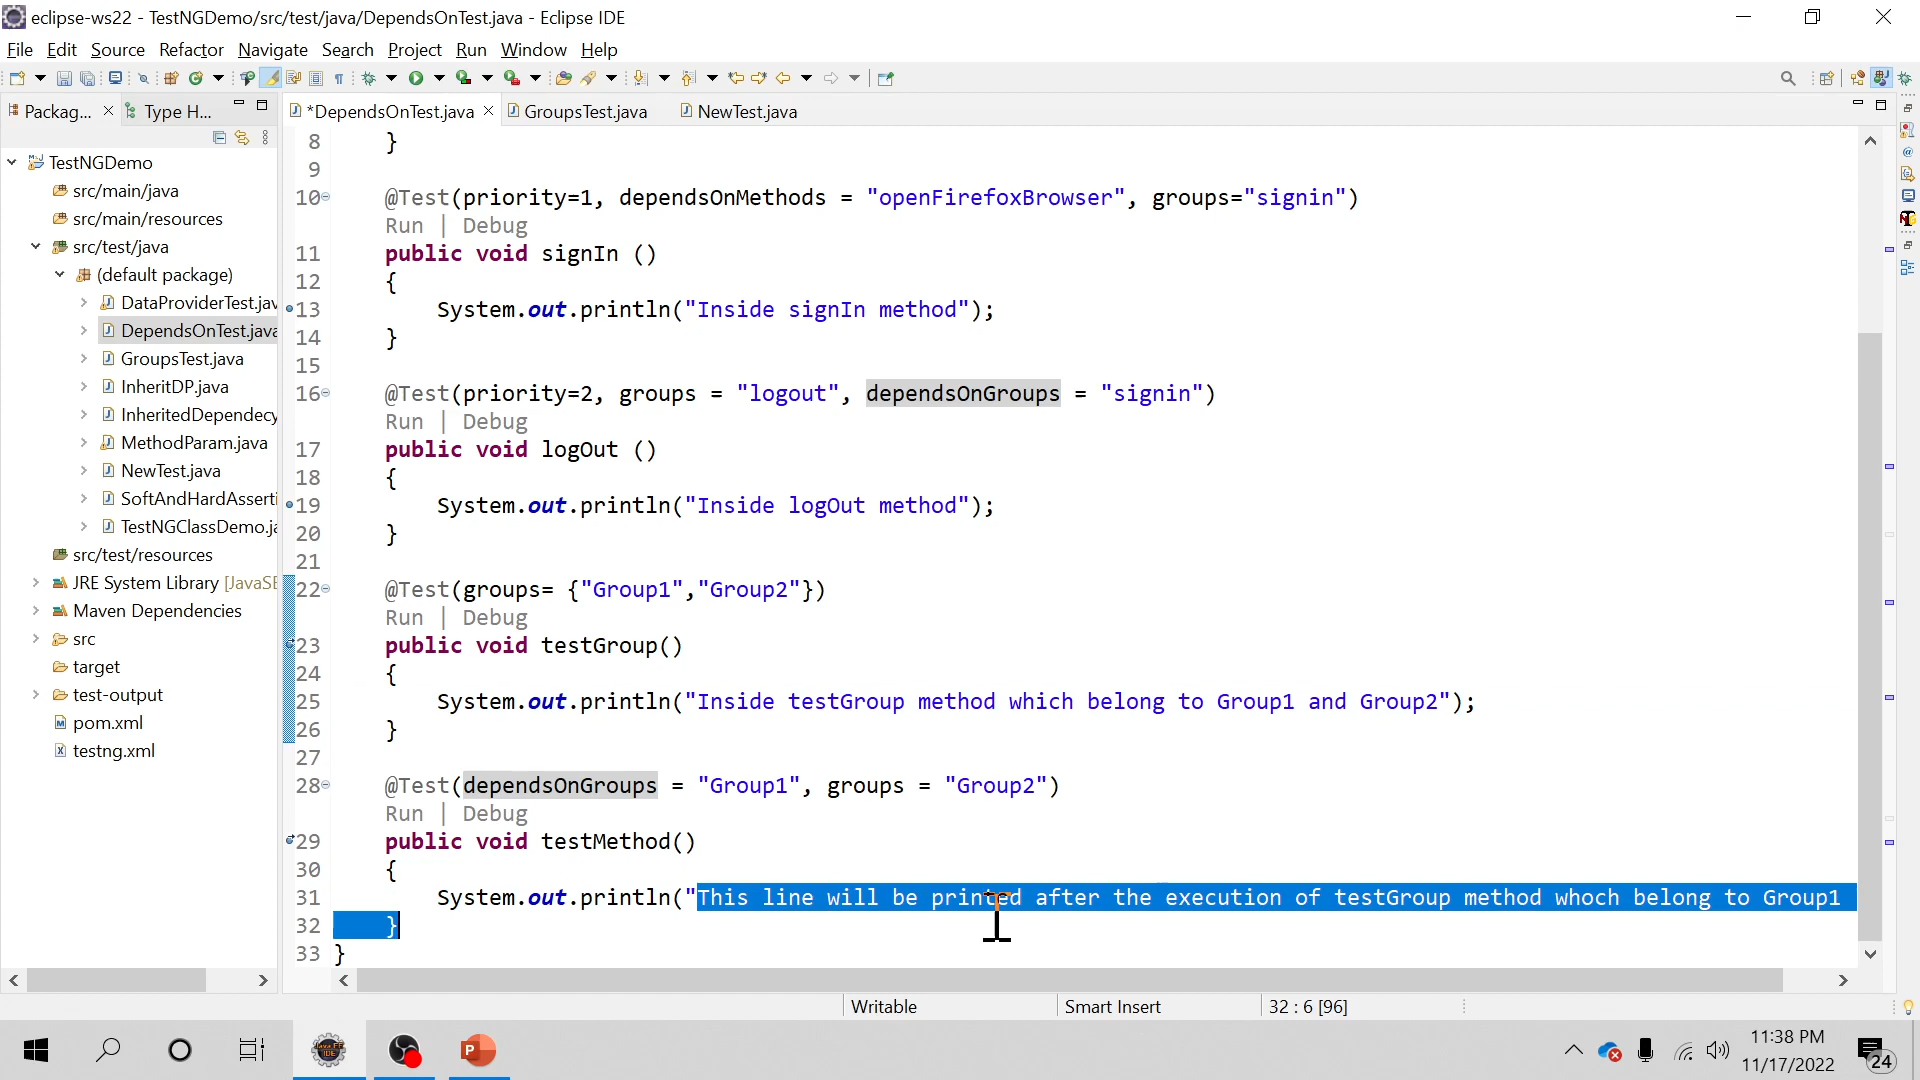 eclipse-ws22 - TestNGDemo/src/test/java/DependsOnTest.java - Eclipse IDE
File Edit Source Refactor Navigate Search Project Run Window Help
Packag... Type H... *DependsOnTest.java GroupsTest.java NewTest.java
TestNGDemo
src/main/java
src/main/resources
src/test/java
(default package)
DataProviderTest.jav
DependsOnTest.java
GroupsTest.java
InheritDP.java
InheritedDependecy
MethodParam.java
NewTest.java
SoftAndHardAsserti
TestNGClassDemo.ja
src/test/resources
JRE System Library [JavaSE
Maven Dependencies
src
target
test-output
pom.xml
testng.xml
8 }
9
10 @Test(priority=1, dependsOnMethods = "openFirefoxBrowser", groups="signin")
Run | Debug
11 public void signIn ()
12 {
13 System.out.println("Inside signIn method");
14 }
15
16 @Test(priority=2, groups = "logout", dependsOnGroups = "signin")
Run | Debug
17 public void logOut ()
18 {
19 System.out.println("Inside logOut method");
20 }
21
22 @Test(groups= {"Group1","Group2"})
Run | Debug
23 public void testGroup()
24 {
25 System.out.println("Inside testGroup method which belong to Group1 and Group2");
26 }
27
28 @Test(dependsOnGroups = "Group1", groups = "Group2")
Run | Debug
29 public void testMethod()
30 {
31 System.out.println("This line will be printed after the execution of testGroup method whoch belong to Group1
32 }
33 }
Writable Smart Insert 32 : 6 [96]
11:38 PM
11/17/2022
24